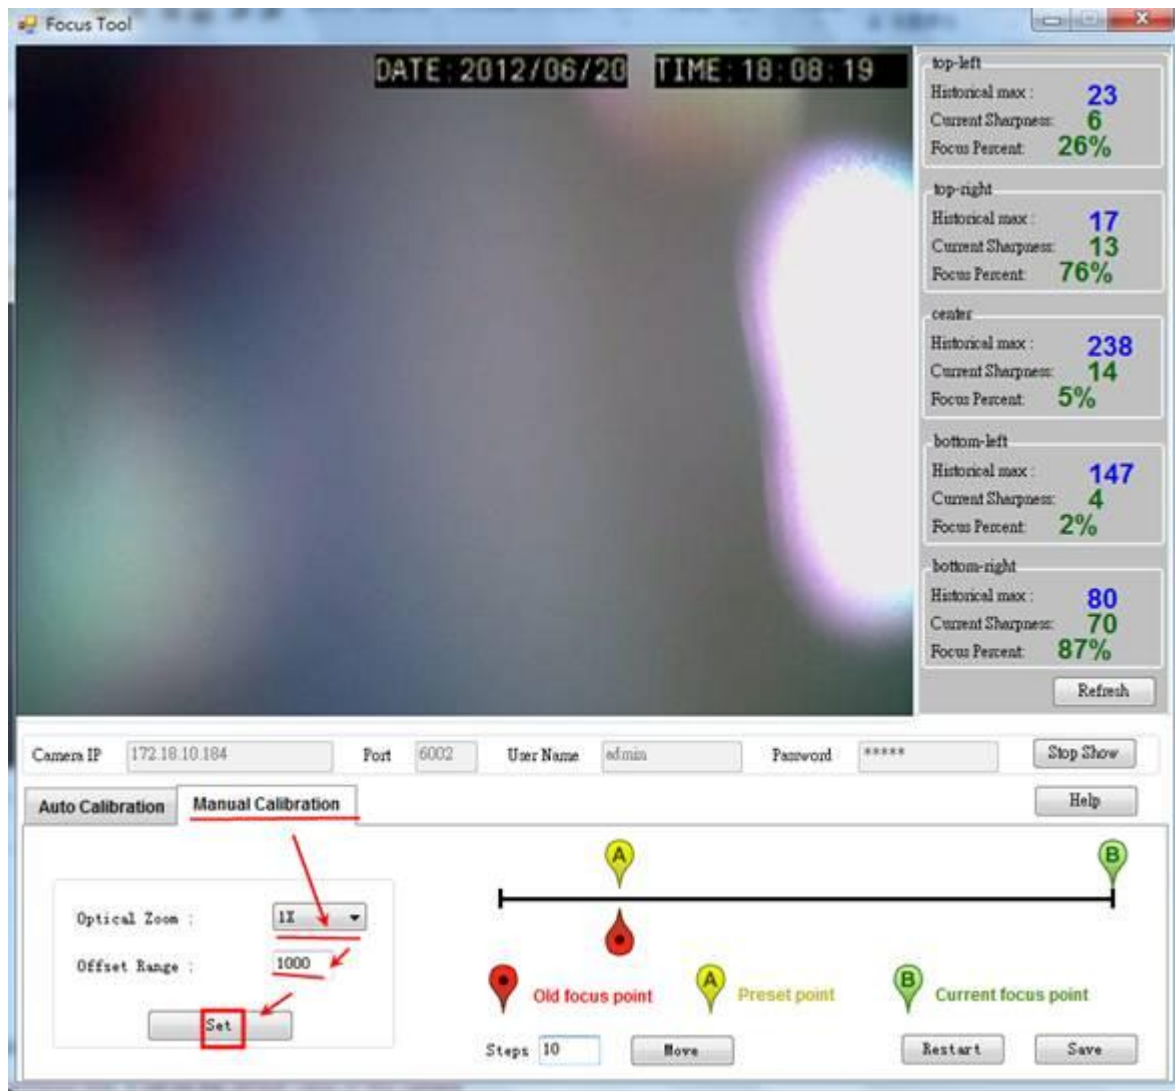 Focus Tool
DATE:2012/06/20 TIME:18:08:19
top-left
Historical max : 23
Current Sharpness: 6
Focus Percent: 26%
top-right
Historical max : 17
Current Sharpness: 13
Focus Percent: 76%
center
Historical max : 238
Current Sharpness: 14
Focus Percent: 5%
bottom-left
Historical max : 147
Current Sharpness: 4
Focus Percent: 2%
bottom-right
Historical max : 80
Current Sharpness: 70
Focus Percent: 87%
Refresh
Camera IP 172.18.10.184 Port 6002 User Name admin Password ***** Stop Show
Auto Calibration Manual Calibration Help
A B
Optical Zoom : 1X
Offset Range : 1000
Set
Old focus point A Preset point B Current focus point
Steps 10 Move Restart Save